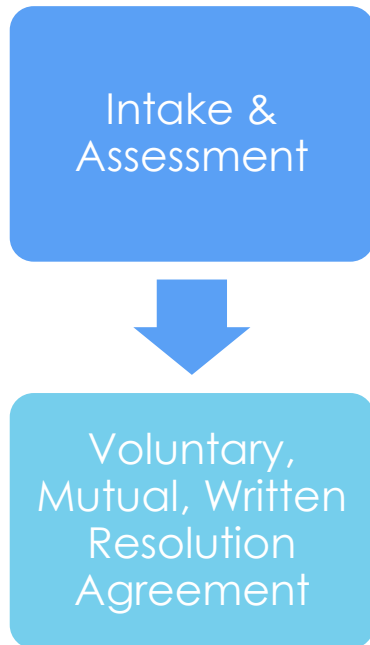 Intake &
Assessment
Voluntary,
Mutual, Written
Resolution
Agreement